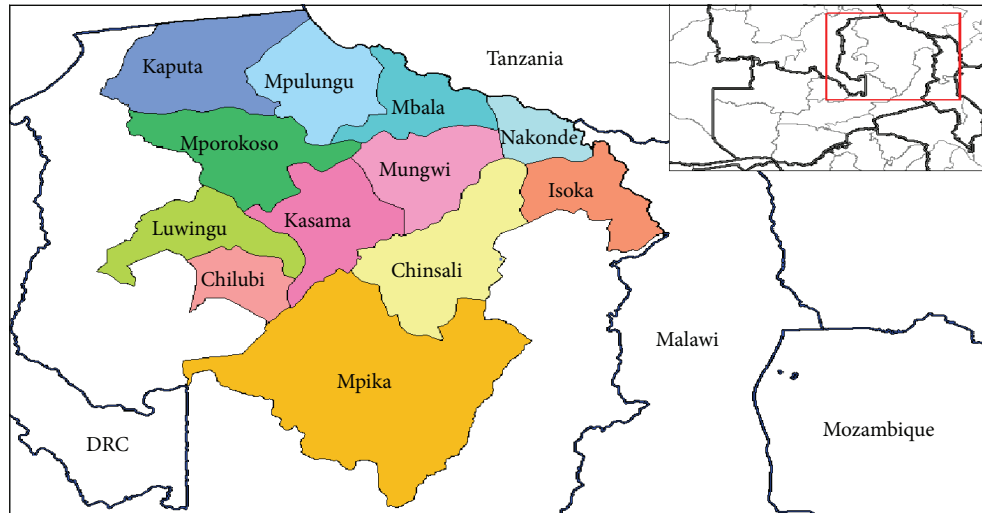 Tanzania
Kaputa
Mpulungu
Mbala
Nakonde
Mporokoso
Mungwi
Isoka
Kasama
Luwingu
Chinsali
Chilubi
Malawi
Mpika
Mozambique
DRC